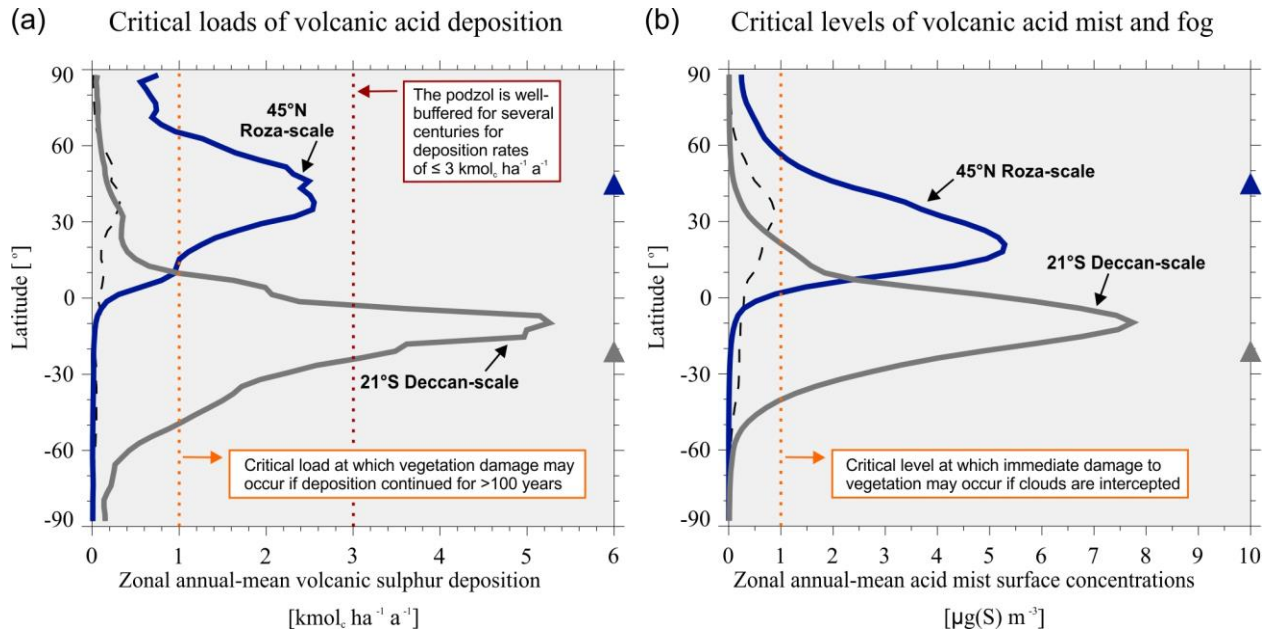 (a) Critical loads of volcanic acid deposition
90
60
30
0
-30
-60
-90
Latitude [ º]
45°N
Roza-scale
The podzol is well-
buffered for several
centuries for
deposition rates
of ≤ 3 kmolc ha-1 a-1
21°S Deccan-scale
Critical load at which vegetation damage may
occur if deposition continued for >100 years
0 1 2 3 4 5 6
Zonal annual-mean volcanic sulphur deposition
[kmolc ha-1 a-1]
(b) Critical levels of volcanic acid mist and fog
90
60
30
0
-30
-60
-90
Latitude [ º]
45°N Roza-scale
21°S Deccan-scale
Critical level at which immediate damage to
vegetation may occur if clouds are intercepted
0 1 2 3 4 5 6 7 8 9 10
Zonal annual-mean acid mist surface concentrations
[µg(S) m-3]